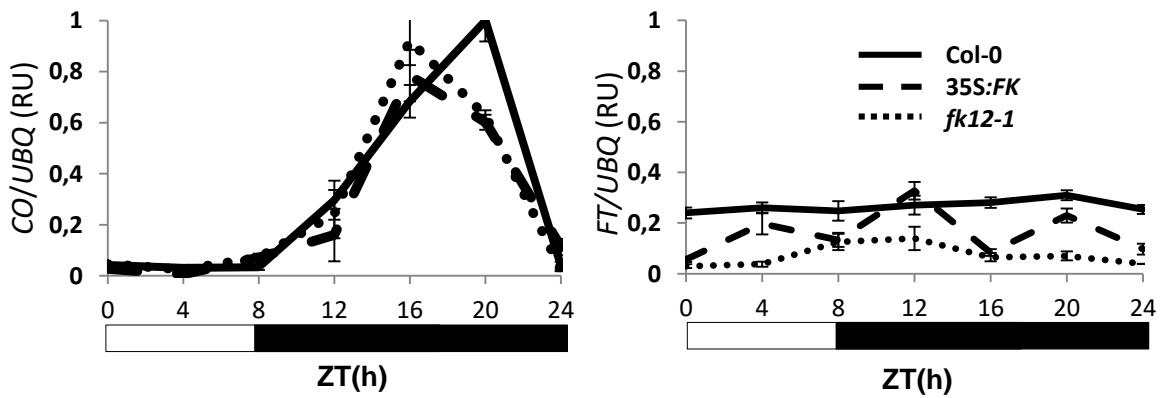 CO/UBQ (RU)
1
0,8
0,6
0,4
0,2
0
0 4 8 12 16 20 24
ZT(h)
FT/UBQ (RU)
1
0,8
0,6
0,4
0,2
0
Col-0
35S:FK
fk12-1
0 4 8 12 16 20 24
ZT(h)